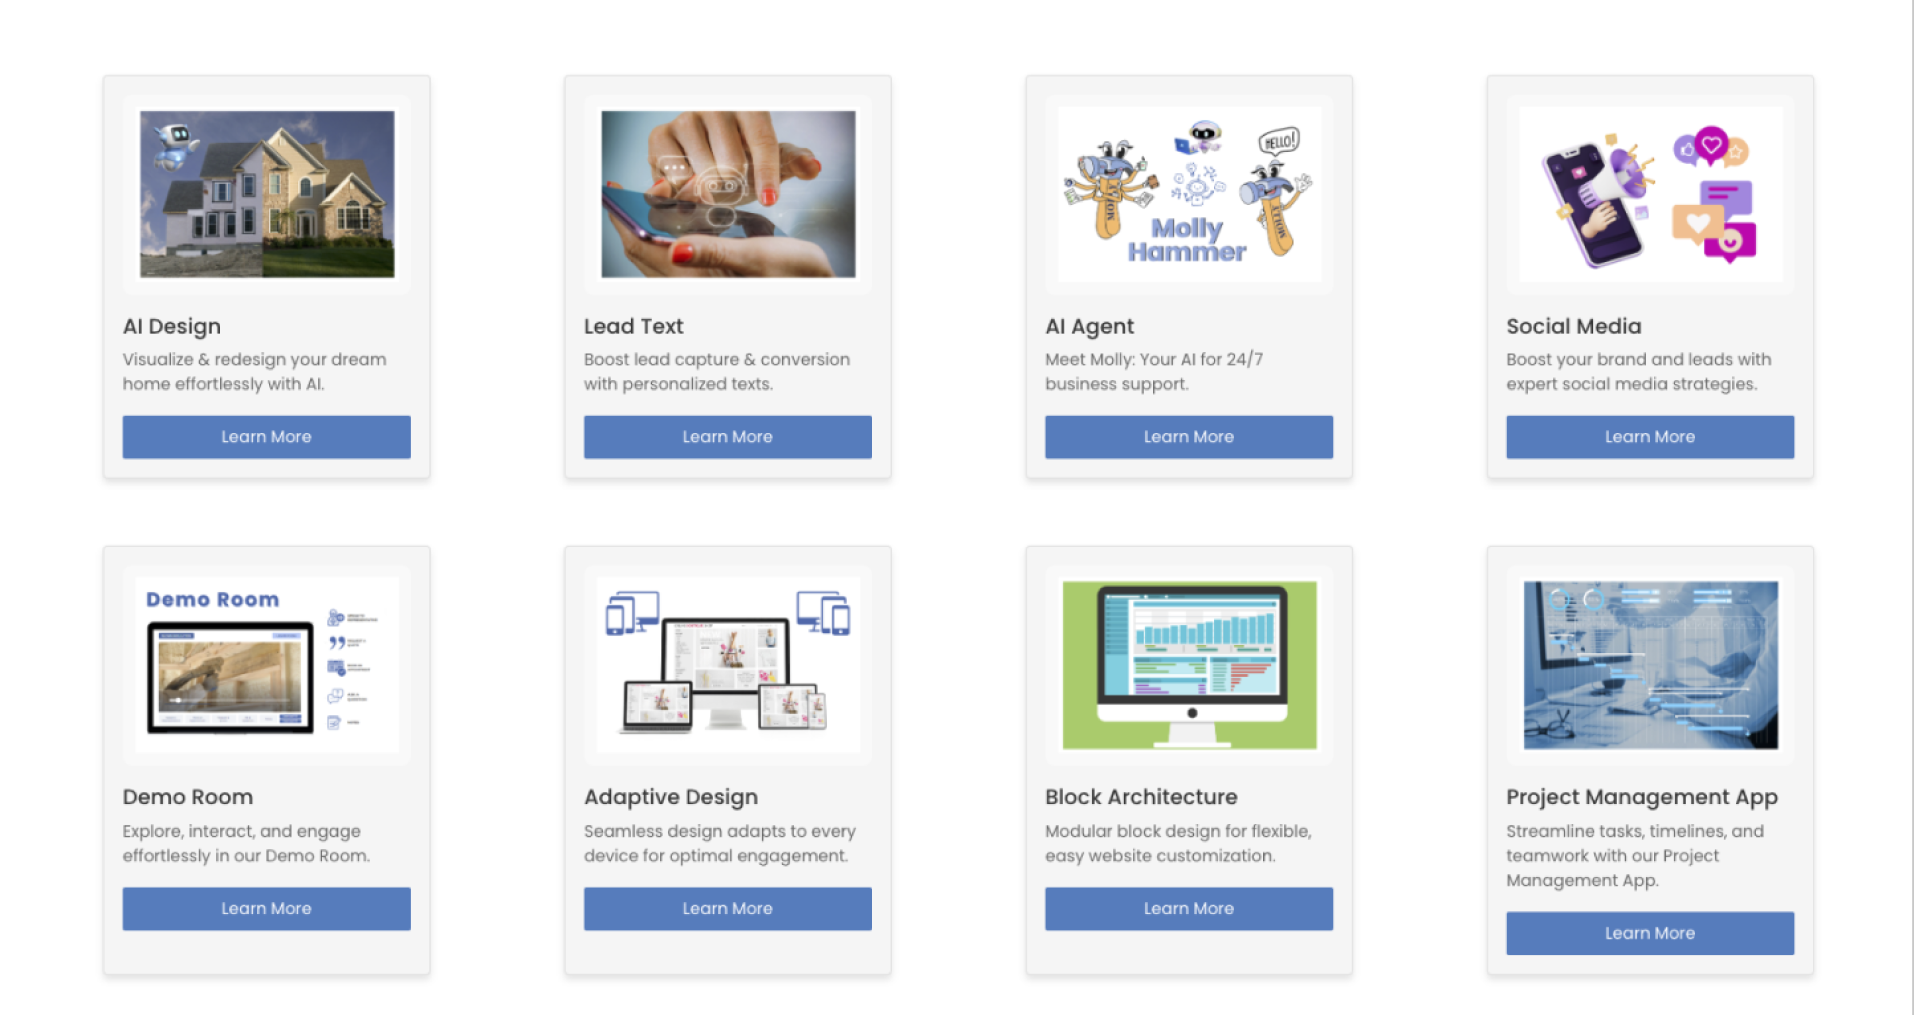 HELLO!
MOLLY
MOLLY
Molly
Hammer
AI Design
Visualize & redesign your dream
home effortlessly with AI.
Learn More
Lead Text
Boost lead capture & conversion
with personalized texts.
Learn More
AI Agent
Meet Molly: Your AI for 24/7
business support.
Learn More
Social Media
Boost your brand and leads with
expert social media strategies.
Learn More
Demo Room
Demo Room
Explore, interact, and engage
effortlessly in our Demo Room.
Learn More
Adaptive Design
Seamless design adapts to every
device for optimal engagement.
Learn More
Block Architecture
Modular block design for flexible,
easy website customization.
Learn More
Project Management App
Streamline tasks, timelines, and
teamwork with our Project
Management App.
Learn More